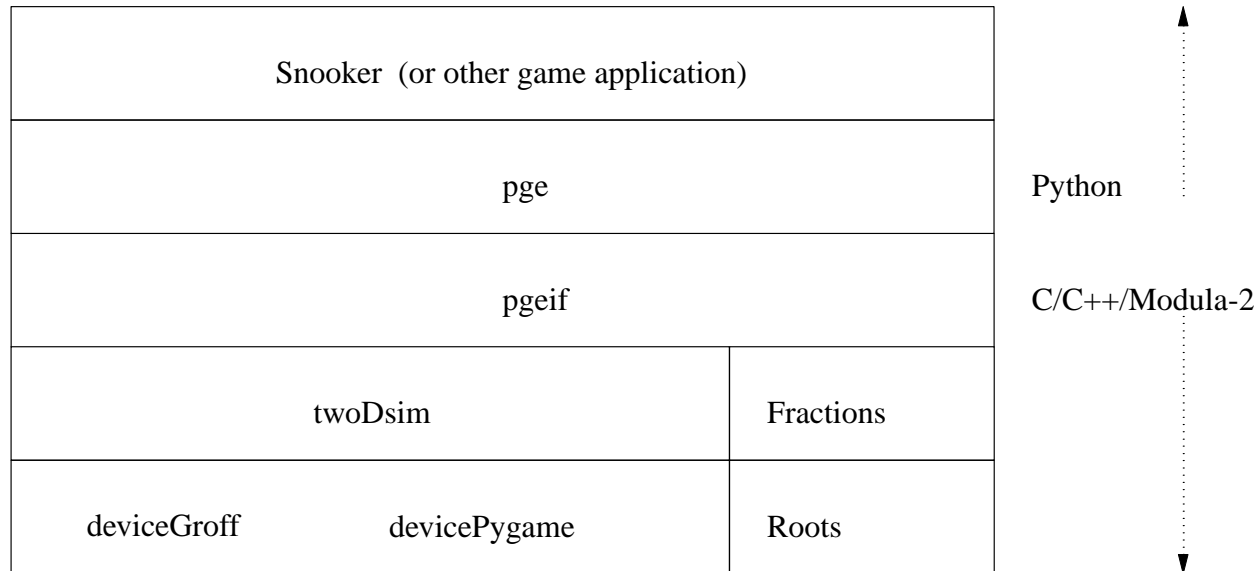 Snooker (or other game application)
pge
Python
pgeif
C/C++/Modula-2
twoDsim
Fractions
deviceGroff
devicePygame
Roots